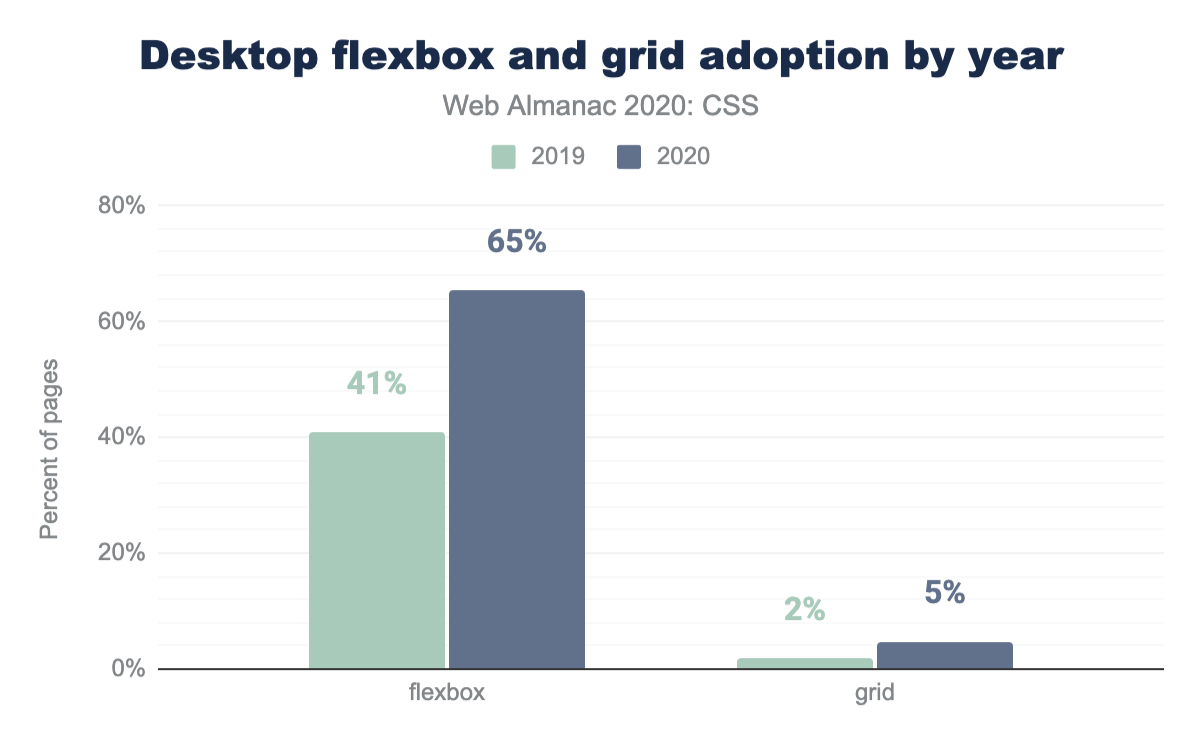 Desktop flexbox and grid adoption by year
Web Almanac 2020: CSS
2019 2020
80%
60%
40%
20%
0%
Percent of pages
41%
65%
2%
5%
flexbox grid